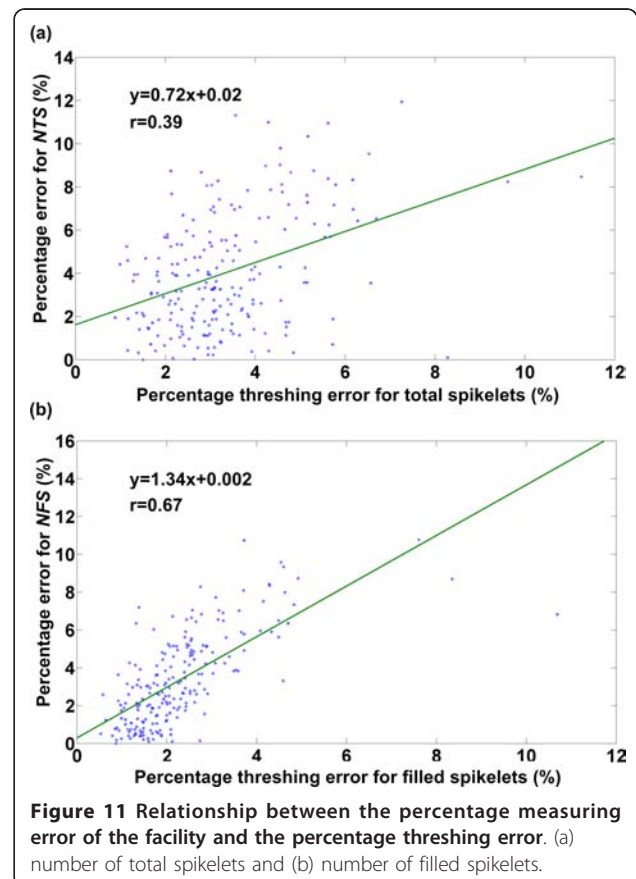 (a)
14
12
10
8
6
4
2
0
y=0.72x+0.02
r=0.39
Percentage error for NTS (%)
0 2 4 6 8 10 12
Percentage threshing error for total spikelets (%)
(b)
16
14
12
10
8
6
4
2
0
y=1.34x+0.002
r=0.67
Percentage error for NFS (%)
0 2 4 6 8 10 12
Percentage threshing error for filled spikelets (%)
Figure 11 Relationship between the percentage measuring
error of the facility and the percentage threshing error. (a)
number of total spikelets and (b) number of filled spikelets.